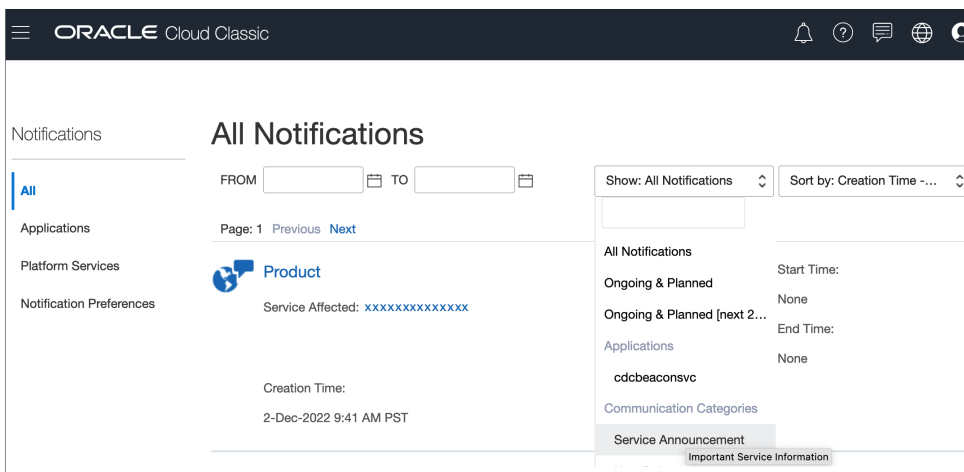 ORACLE Cloud Classic
Notifications
All
Applications
Platform Services
Notification Preferences
All Notifications
FROM TO
Show: All Notifications
Sort by: Creation Time -...
Page: 1 Previous Next
All Notifications
Ongoing & Planned
Ongoing & Planned [next 2...
Applications
cdcbeaconsvc
Communication Categories
Service Announcement
Important Service Information
Product
Service Affected: xxxxxxxxxxxxxx
Creation Time:
2-Dec-2022 9:41 AM PST
Start Time:
None
End Time:
None